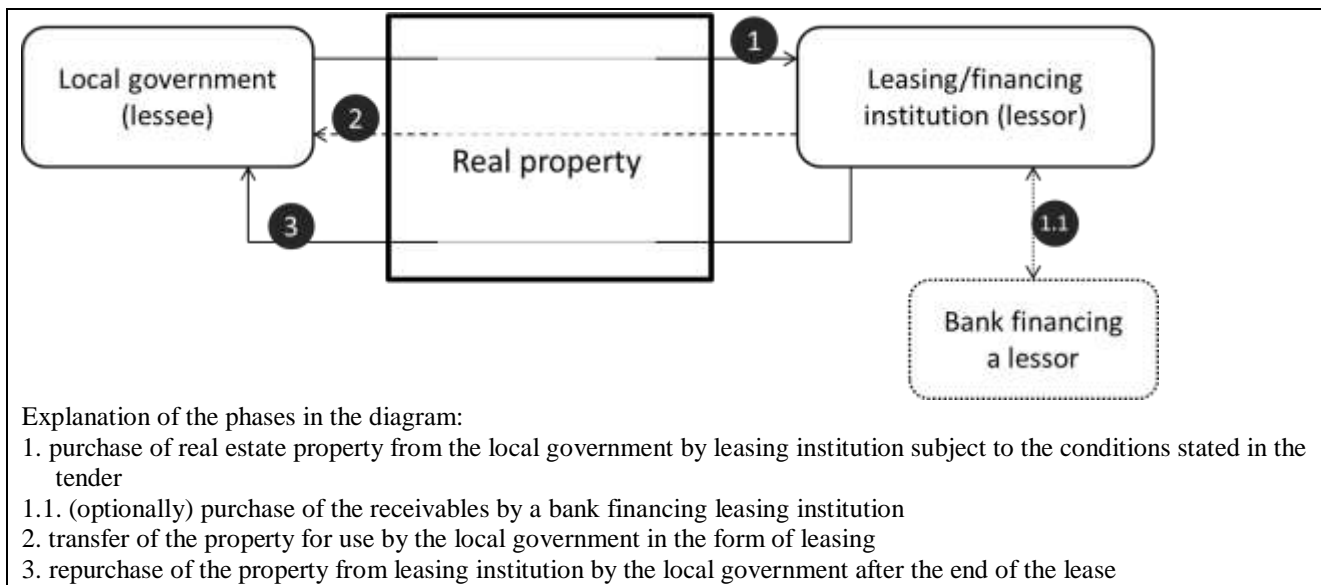 Local government
(lessee)
1
Leasing/financing
institution (lessor)
2
Real property
3
1.1
Bank financing
a lessor
Explanation of the phases in the diagram:
1. purchase of real estate property from the local government by leasing institution subject to the conditions stated in the
tender
1.1. (optionally) purchase of the receivables by a bank financing leasing institution
2. transfer of the property for use by the local government in the form of leasing
3. repurchase of the property from leasing institution by the local government after the end of the lease